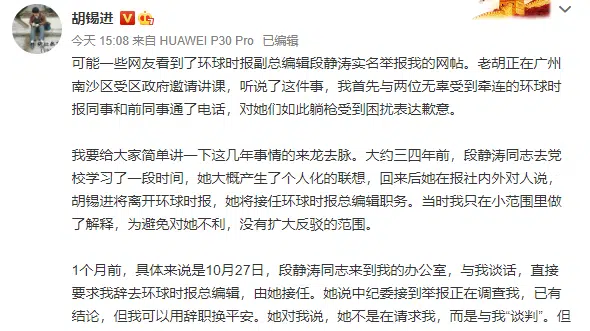 胡锡进
今天 15:08 来自 HUAWEI P30 Pro 已编辑
可能一些网友看到了环球时报副总编辑段静涛实名举报我的网帖。老胡正在广州
南沙区受区政府邀请讲课，听说了这件事，我首先与两位无辜受到牵连的环球时
报同事和前同事通了电话，对她们如此躺枪受到困扰表达歉意。
我要给大家简单讲一下这几年事情的来龙去脉。大约三四年前，段静涛同志去党
校学习了一段时间，她大概产生了个人化的联想，回来后她在报社内外对人说，
胡锡进将离开环球时报，她将接任环球时报总编辑职务。当时我只在小范围里做
了解释，为避免对她不利，没有扩大反驳的范围。
1个月前，具体来说是10月27日，段静涛同志来到我的办公室，与我谈话，直接
要求我辞去环球时报总编辑，由她接任。她说中纪委接到举报正在调查我，已有
结论，但我可以用辞职换平安。她对我说，她不是在请求我，而是与我“谈判”。但